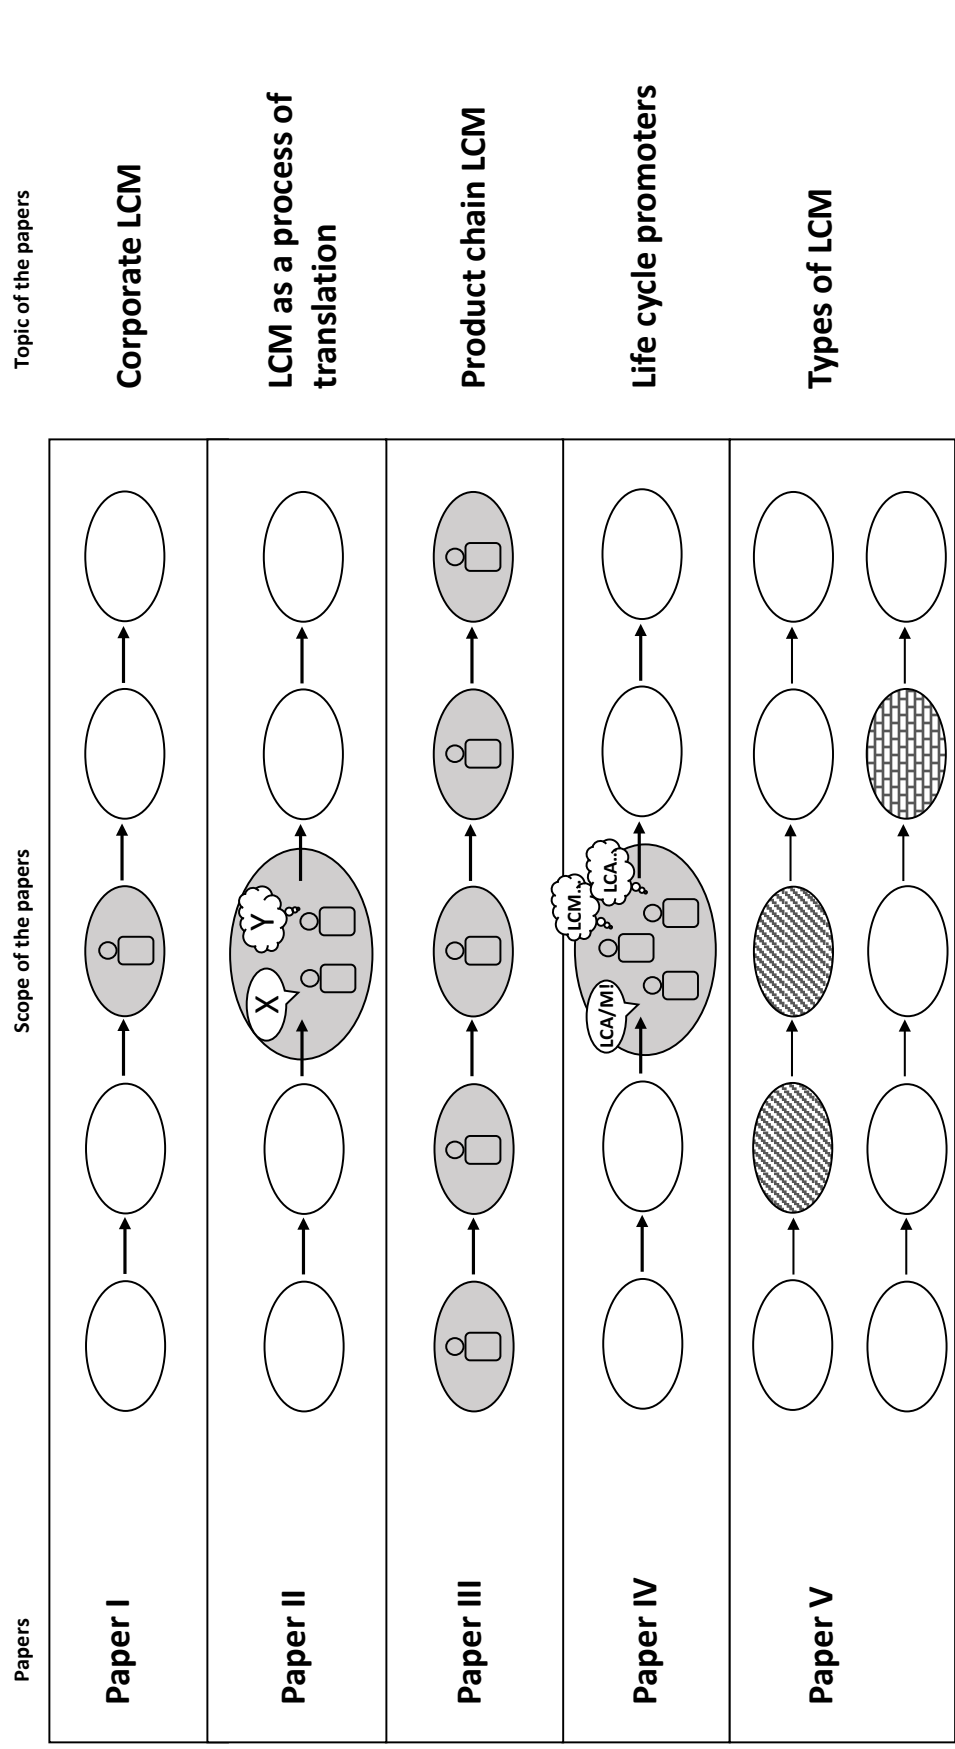 Papers
Scope of the papers
Topic of the papers
Paper I
Corporate LCM
Paper II
X
Y
LCM as a process of
translation
Paper III
Product chain LCM
Paper IV
LCA/M!
LCM..
LCA..
Life cycle promoters
Paper V
Types of LCM